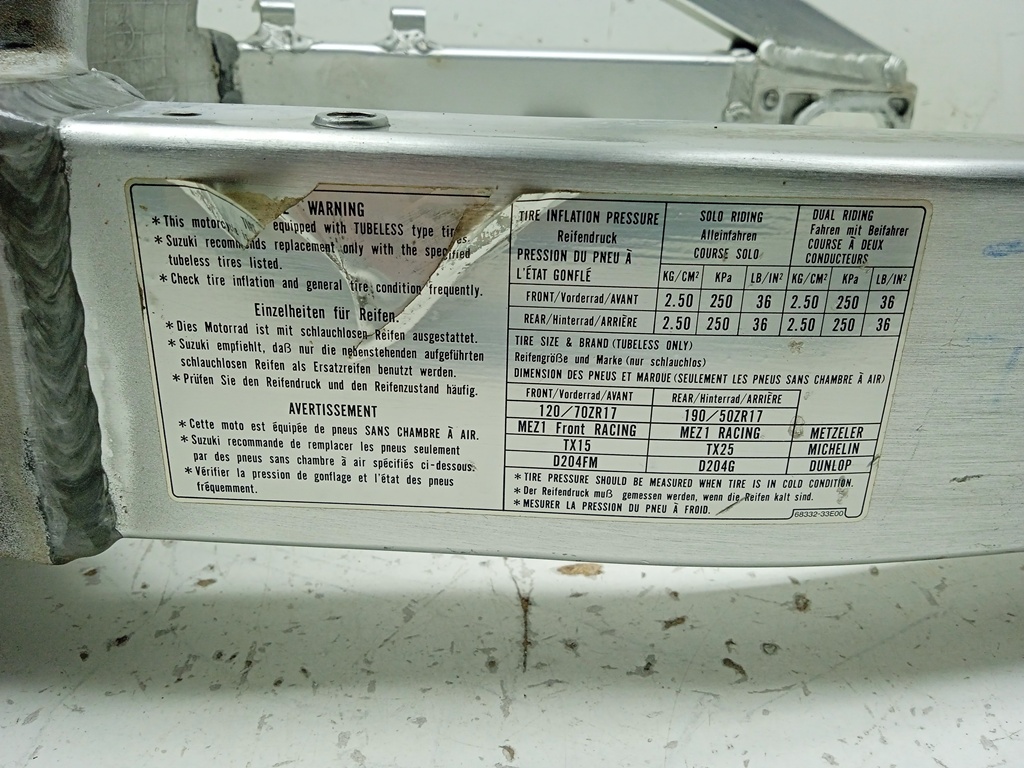 WARNING
* This motorc equipped with TUBELESS type tires.
* Suzuki recommends replacement only with the specified
tubeless tires listed.
* Check tire inflation and general tire condition frequently.
Einzelheiten für Reifen.
* Dies Motorrad ist mit schlauchlosen Reifen ausgestattet.
* Suzuki empfiehlt, daß nur die nebenstehenden aufgeführten
schlauchlosen Reifen als Ersatzreifen benutzt werden.
* Prüfen Sie den Reifendruck und den Reifenzustand häufig.
AVERTISSEMENT
* Cette moto est équipée de pneus SANS CHAMBRE À AIR.
* Suzuki recommande de remplacer les pneus seulement
par des pneus sans chambre à air spécifiés ci-dessous.
* Vérifier la pression de gonflage et l'état des pneus
fréquemment.
TIRE INFLATION PRESSURE
Reifendruck
PRESSION DU PNEU À
L'ÉTAT GONFLÉ
SOLO RIDING
Alleinfahren
COURSE SOLO
DUAL RIDING
Fahren mit Beifahrer
COURSE À DEUX
CONDUCTEURS
KG/CM² KPa LB/IN² KG/CM² KPa LB/IN²
FRONT/Vorderrad/AVANT 2.50 250 36 2.50 250 36
REAR/Hinterrad/ARRIÈRE 2.50 250 36 2.50 250 36
TIRE SIZE & BRAND (TUBELESS ONLY)
Reifengröße und Marke (nur schlauchlos)
DIMENSION DES PNEUS ET MARQUE (SEULEMENT LES PNEUS SANS CHAMBRE À AIR)
FRONT/Vorderrad/AVANT REAR/Hinterrad/ARRIÈRE
120/70ZR17 190/50ZR17
MEZ1 Front RACING MEZ1 RACING METZELER
TX15 TX25 MICHELIN
D204FM D204G DUNLOP
* TIRE PRESSURE SHOULD BE MEASURED WHEN TIRE IS IN COLD CONDITION.
* Der Reifendruck muß gemessen werden, wenn die Reifen kalt sind.
* MESURER LA PRESSION DU PNEU À FROID.
68332-33E00